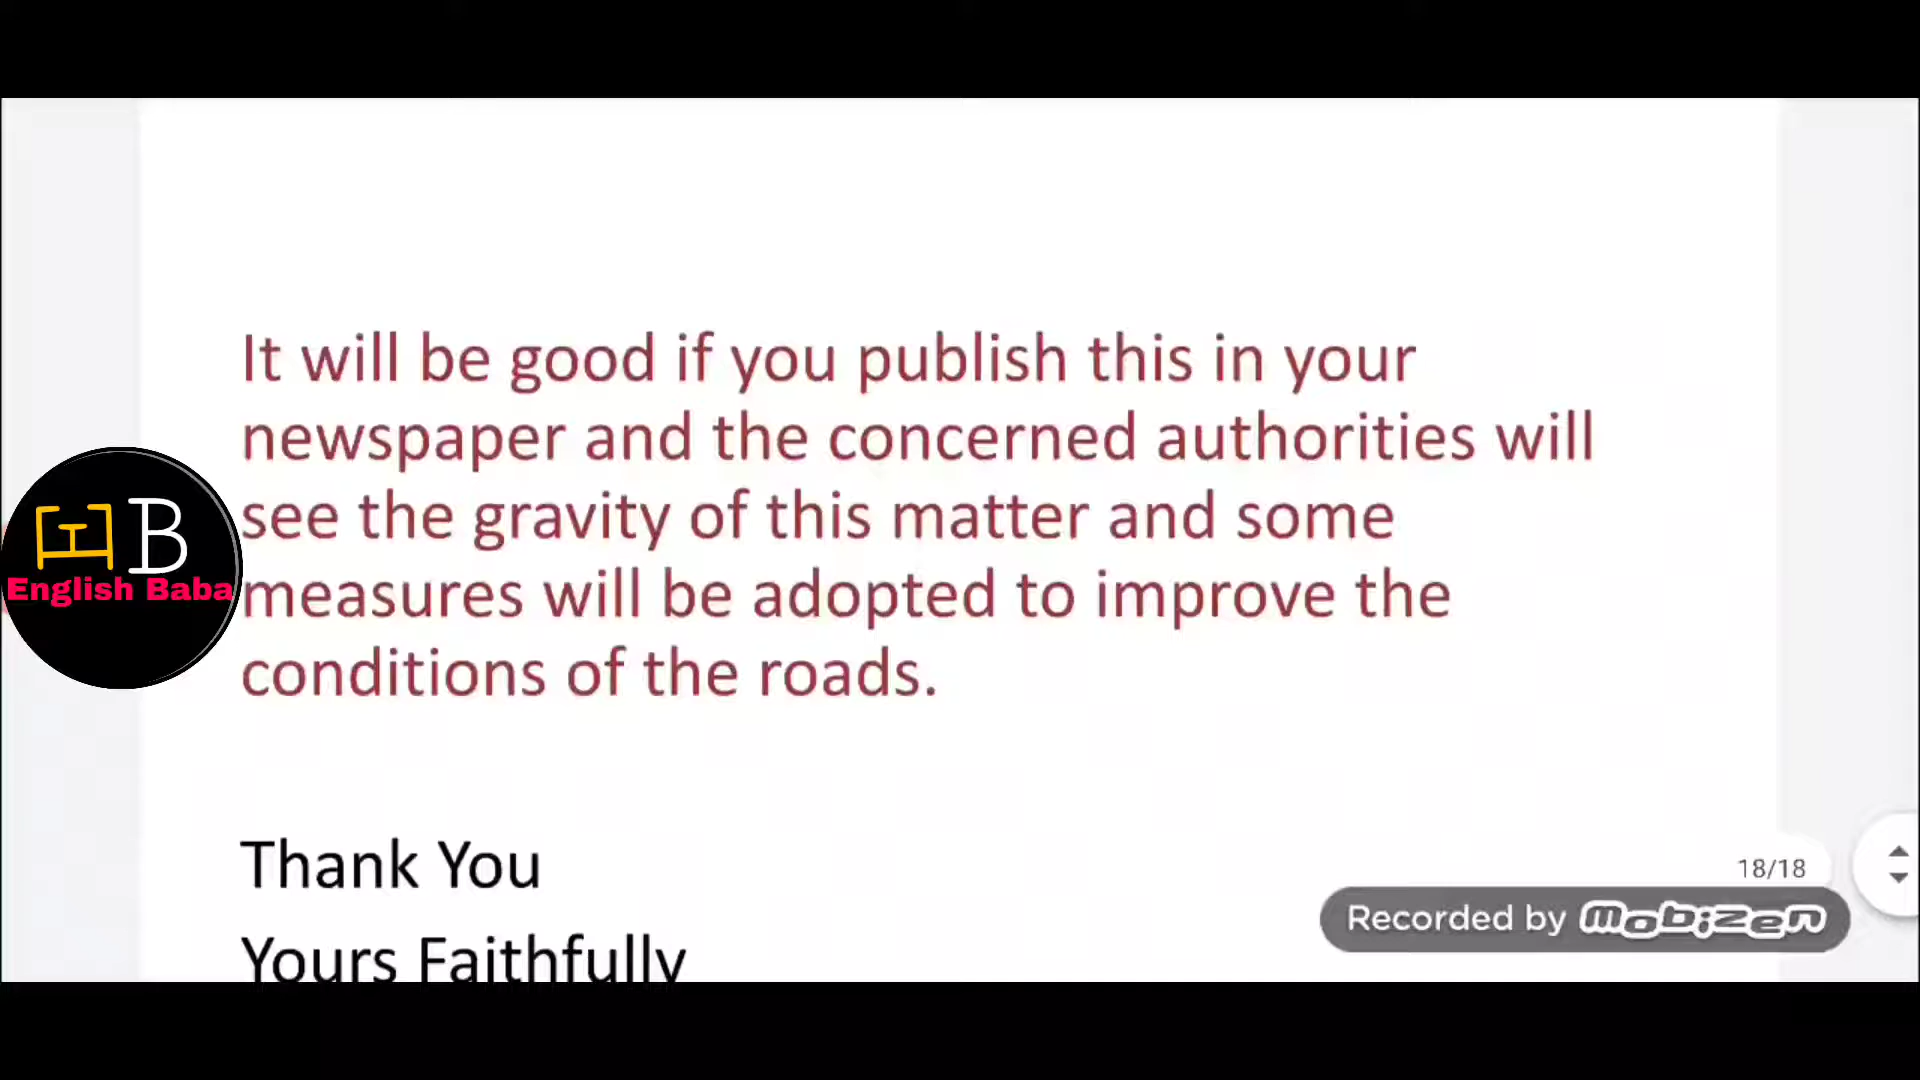 It will be good if you publish this in your
newspaper and the concerned authorities will
see the gravity of this matter and some
measures will be adopted to improve the
conditions of the roads.
EB
English Baba
Thank You
18/18
Recorded by mobizen
Yours Faithfully